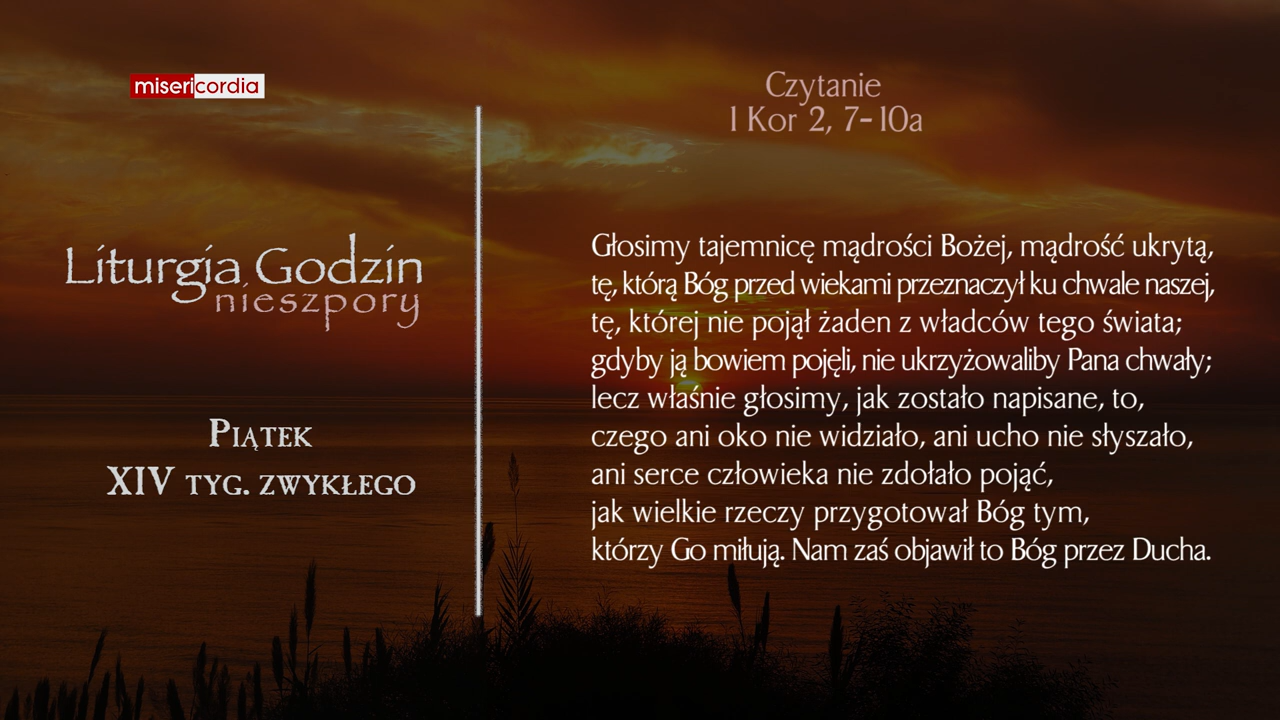 misericordia
Liturgia Godzin
nieszpory
Piątek
XIV tyg. zwykłego
Czytanie
1 Kor 2, 7-10a
Głosimy tajemnicę mądrości Bożej, mądrość ukrytą,
tę, którą Bóg przed wiekami przeznaczył ku chwale naszej,
tę, której nie pojął żaden z władców tego świata;
gdyby ją bowiem pojęli, nie ukrzyżowaliby Pana chwały;
lecz właśnie głosimy, jak zostało napisane, to,
czego ani oko nie widziało, ani ucho nie słyszało,
ani serce człowieka nie zdołało pojąć,
jak wielkie rzeczy przygotował Bóg tym,
którzy Go miłują. Nam zaś objawił to Bóg przez Ducha.